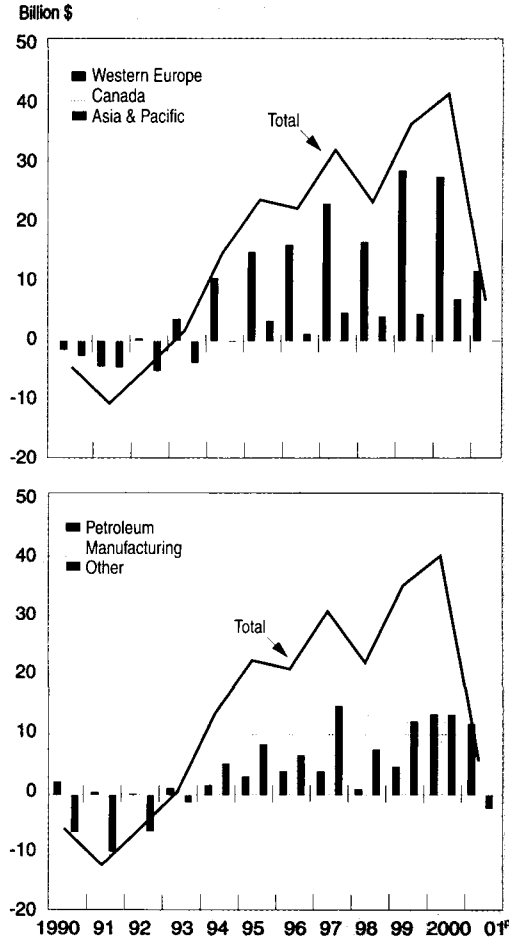 Billion $
50
Western Europe
Canada
Asia & Pacific
40
Total
30
20
10
0
-10
-20
50
Petroleum
Manufacturing
Other
40
30
Total
20
10
0
-10
-20
1990 91 92 93 94 95 96 97 98 99 2000 01ᵖ